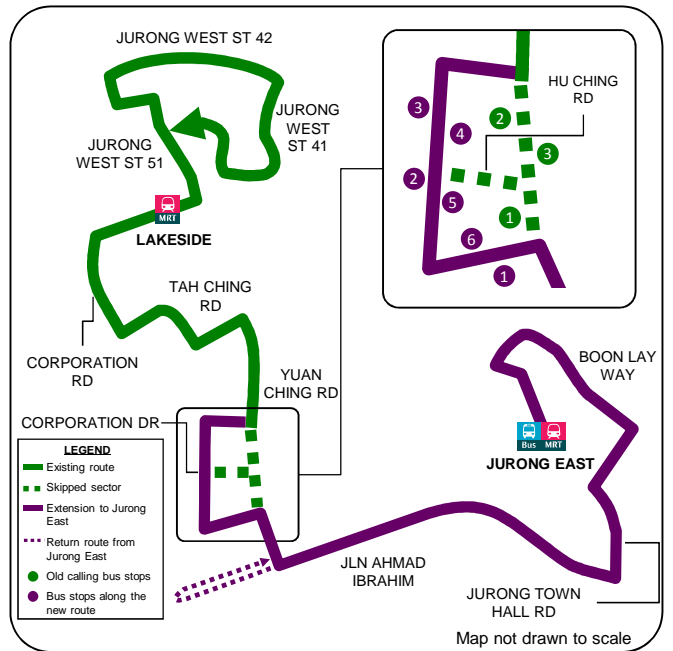 JURONG WEST ST 42
JURONG
WEST
ST 41
JURONG
WEST ST 51
MRT
LAKESIDE
TAH CHING
RD
CORPORATION
RD
YUAN
CHING RD
CORPORATION DR
HU CHING
RD
2
3
1
3
4
2
5
6
1
BOON LAY
WAY
Bus MRT
JURONG EAST
JLN AHMAD
IBRAHIM
JURONG TOWN
HALL RD
LEGEND
Existing route
Skipped sector
Extension to Jurong
East
Return route from
Jurong East
Old calling bus stops
Bus stops along the
new route
Map not drawn to scale